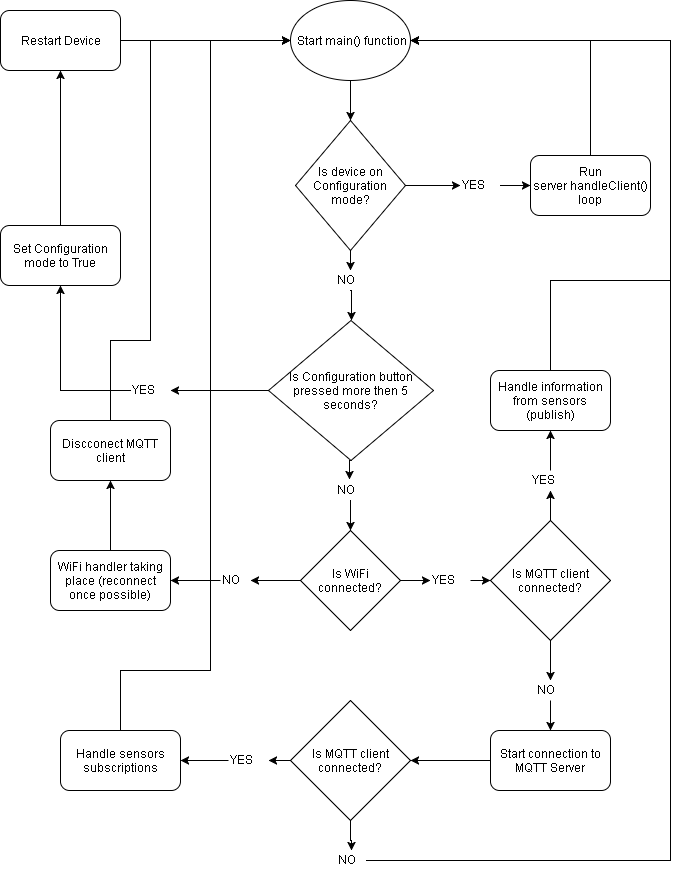 Restart Device
Start main() function
Is device on
Configuration
mode?
YES
Run
server handleClient()
loop
Set Configuration
mode to True
NO
Is Configuration button
pressed more then 5
seconds?
YES
Handle information
from sensors
(publish)
Discconect MQTT
client
NO
YES
WiFi handler taking
place (reconnect
once possible)
NO
Is WiFi
connected?
YES
Is MQTT client
connected?
NO
Handle sensors
subscriptions
YES
Is MQTT client
connected?
Start connection to
MQTT Server
NO